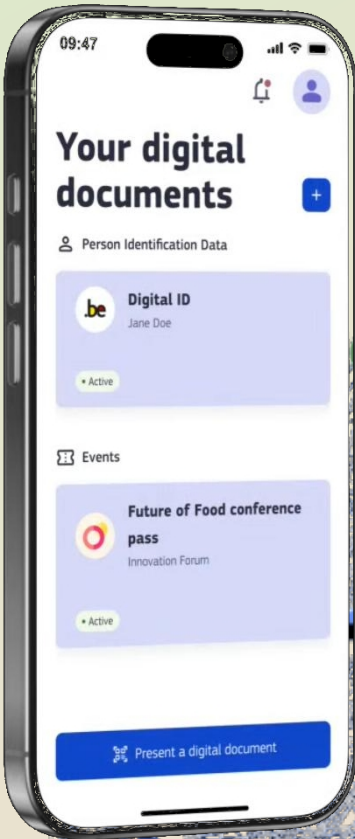 09:47
Your digital
documents
+
Person Identification Data
.be
Digital ID
Jane Doe
• Active
Events
Future of Food conference
pass
Innovation Forum
• Active
Present a digital document